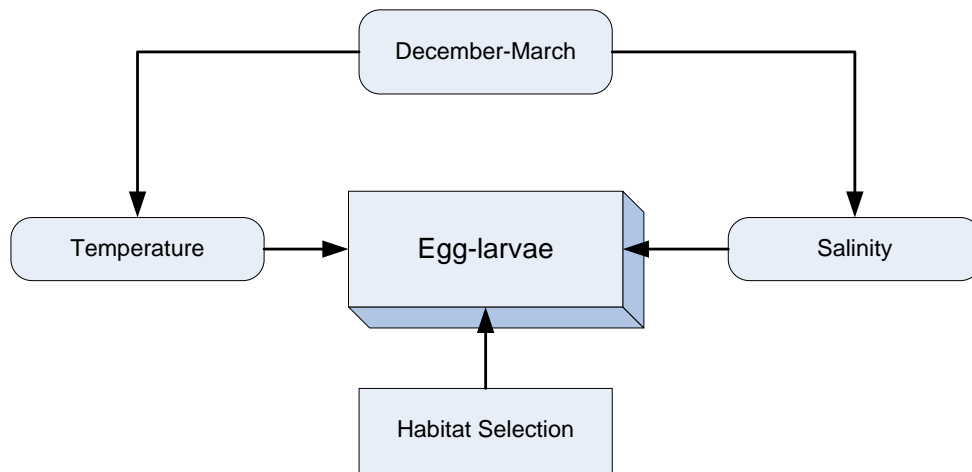 December-March
Temperature
Egg-larvae
Salinity
Habitat Selection